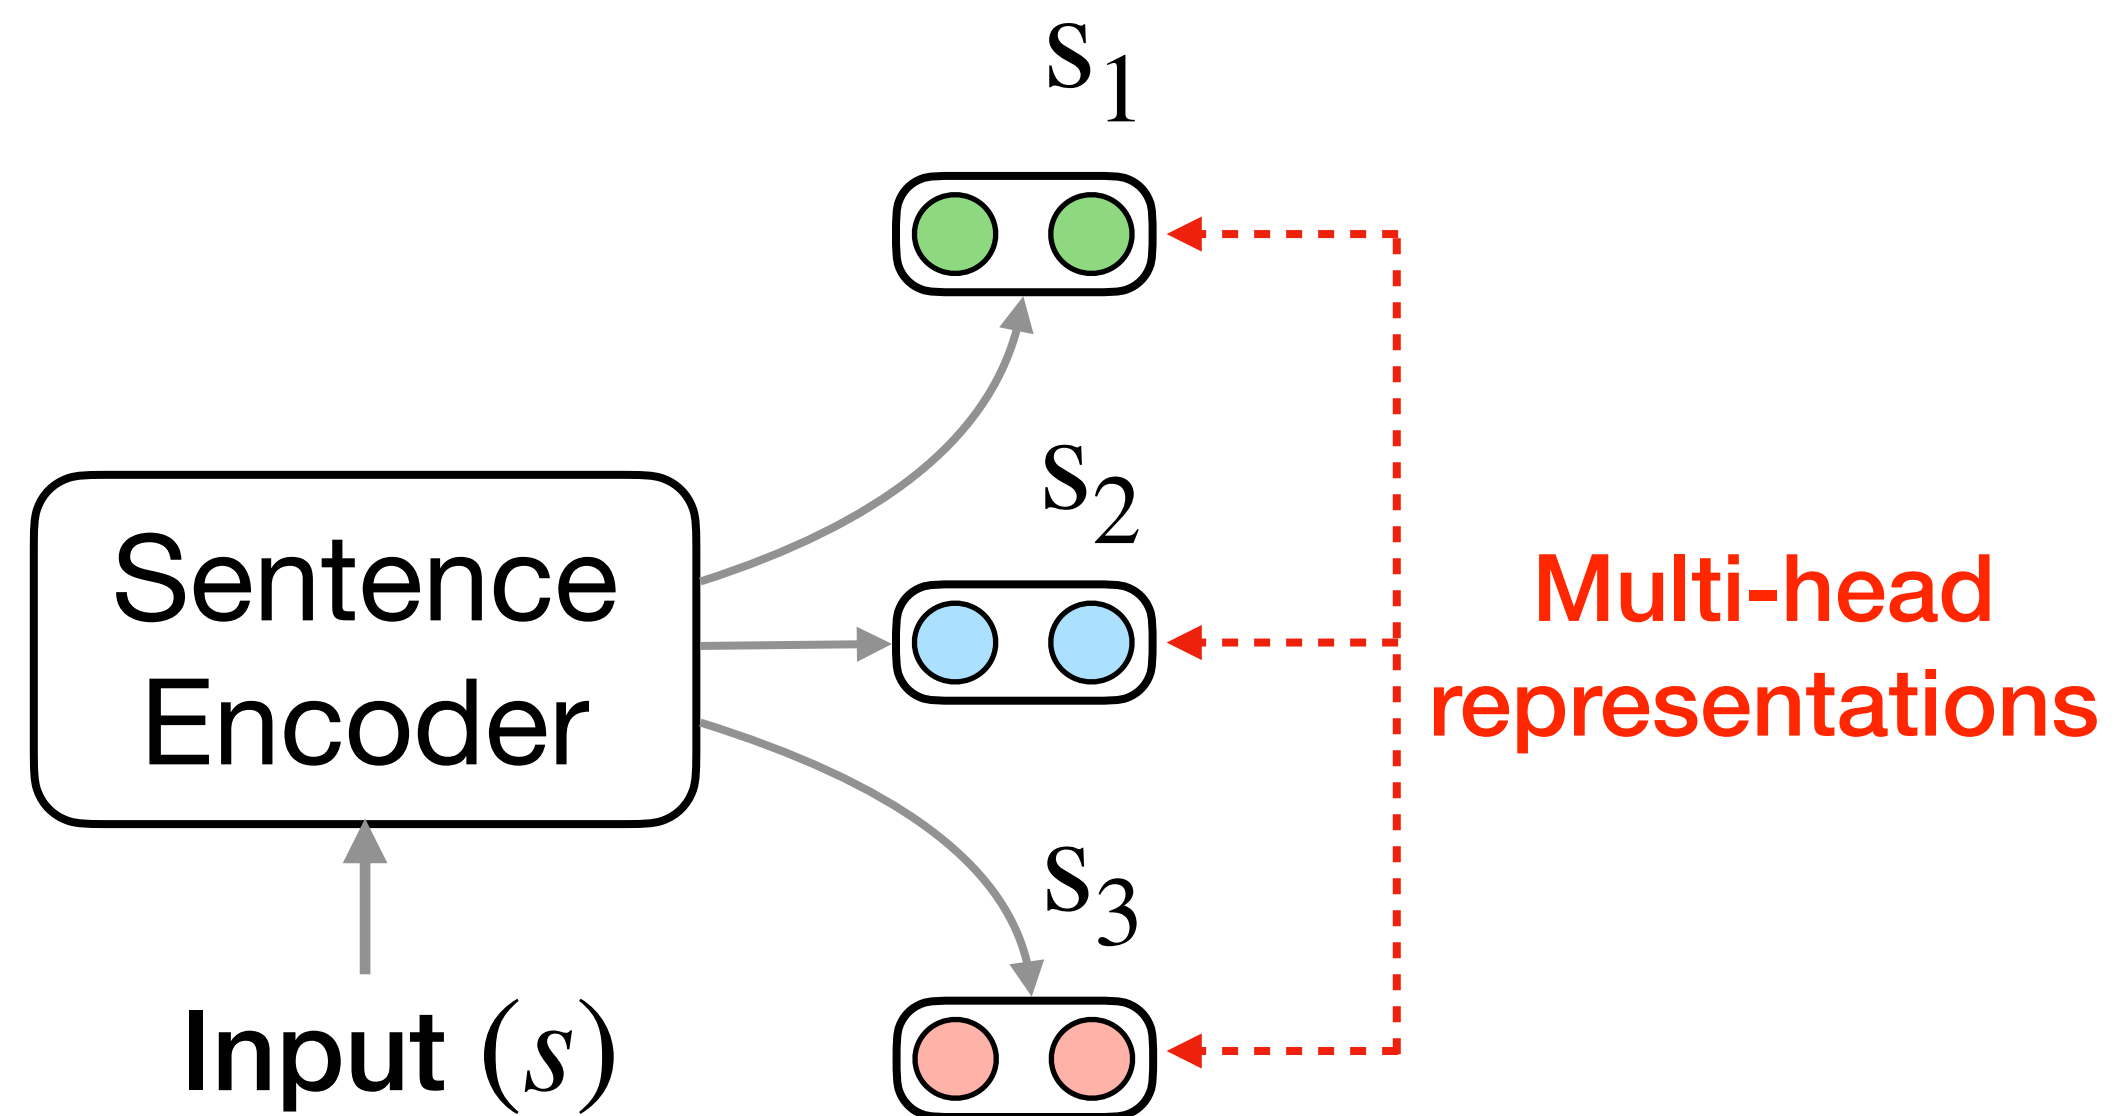 s₁
s₂
Sentence
Encoder
Multi-head
representations
s₃
Input (s)